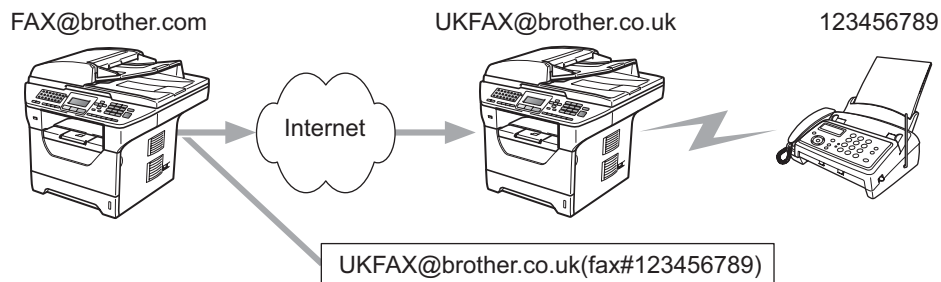 FAX@brother.com
UKFAX@brother.co.uk
123456789
Internet
UKFAX@brother.co.uk(fax#123456789)